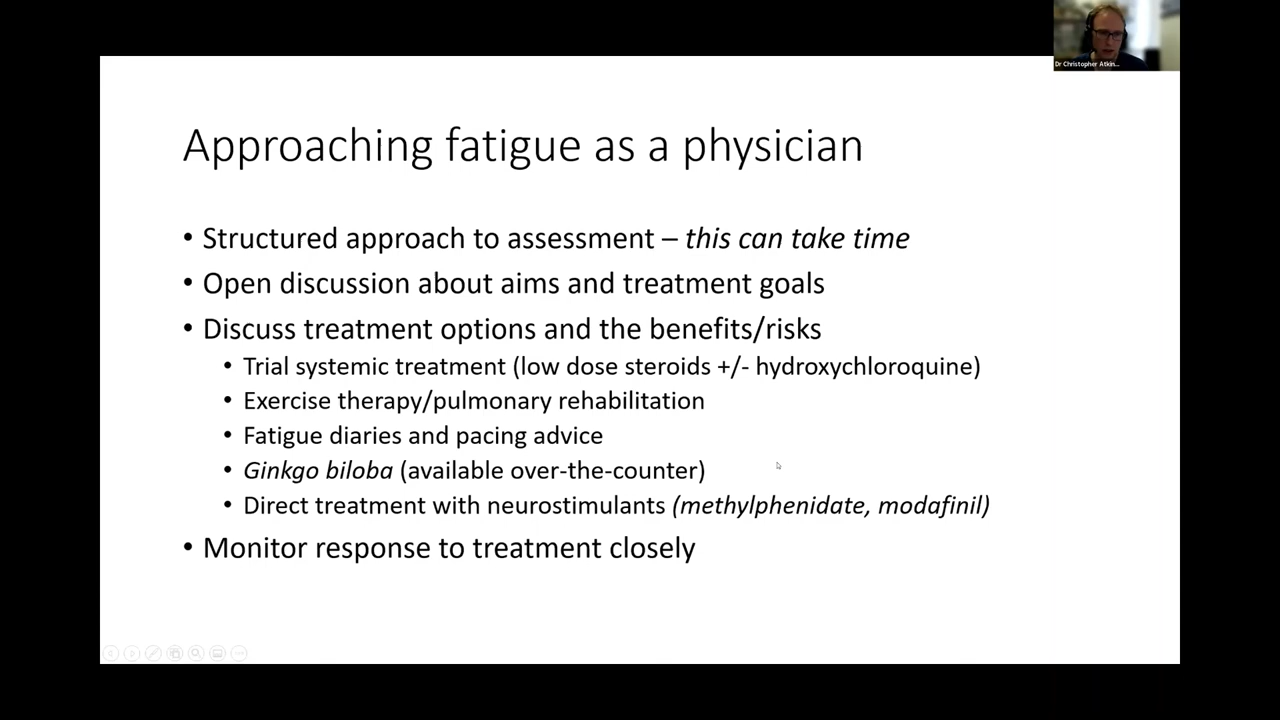 Dr Christopher Atkin...
Approaching fatigue as a physician
• Structured approach to assessment – this can take time
• Open discussion about aims and treatment goals
• Discuss treatment options and the benefits/risks
• Trial systemic treatment (low dose steroids +/- hydroxychloroquine)
• Exercise therapy/pulmonary rehabilitation
• Fatigue diaries and pacing advice
• Ginkgo biloba (available over-the-counter)
• Direct treatment with neurostimulants (methylphenidate, modafinil)
• Monitor response to treatment closely